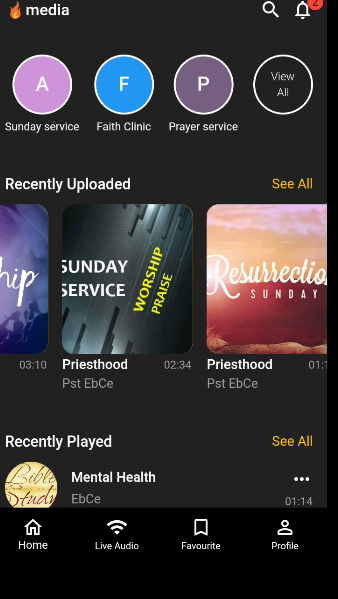 media
2
A
F
P
View
All
Sunday service
Faith Clinic
Prayer service
Recently Uploaded
See All
hip
SUNDAY
SERVICE
WORSHIP
PRAISE
Resurrectio
SUNDAY
03:10
Priesthood
02:34
Priesthood
01:1
Pst EbCe
Pst EbCe
Recently Played
See All
Bible
Study
Mental Health
EbCe
01:14
Home
Live Audio
Favourite
Profile